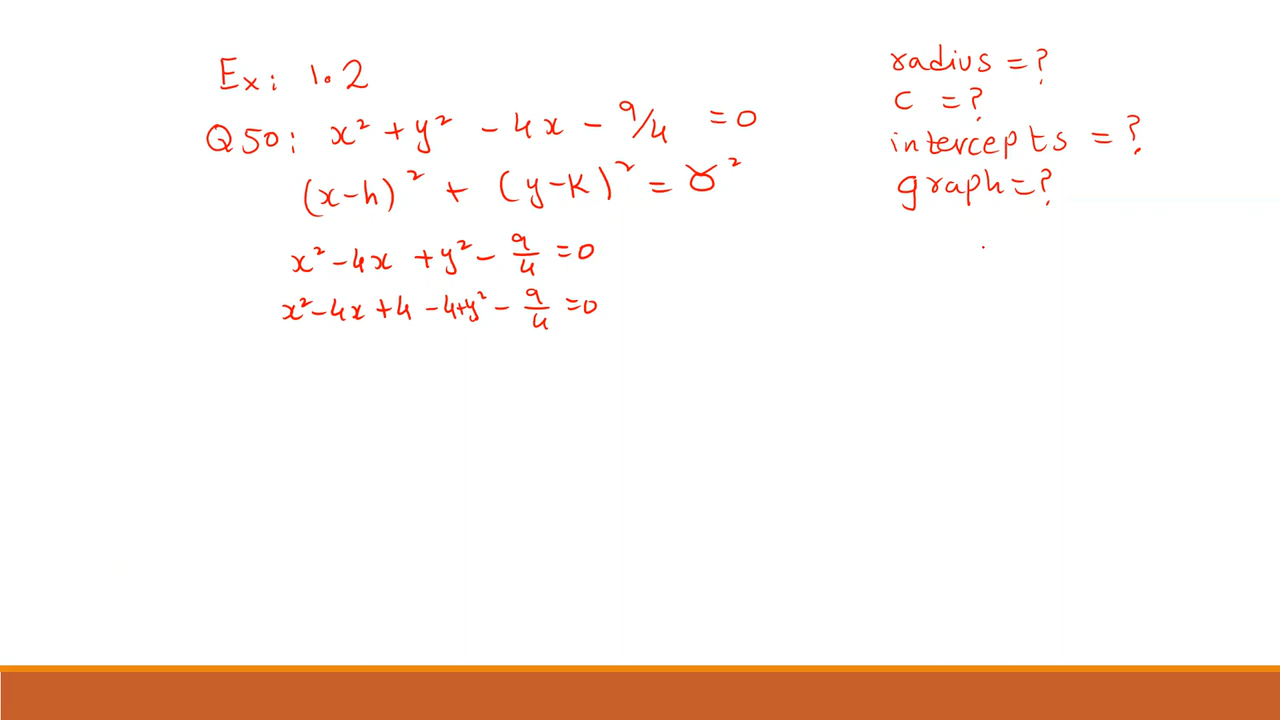 Ex: 1.2
Q50: x² + y² - 4x - 9/4 = 0
(x-h)² + (y-k)² = r²
x² - 4x + y² - 9/4 = 0
x² - 4x + 4 - 4 + y² - 9/4 = 0
radius = ?
c = ?
intercepts = ?
graph = ?